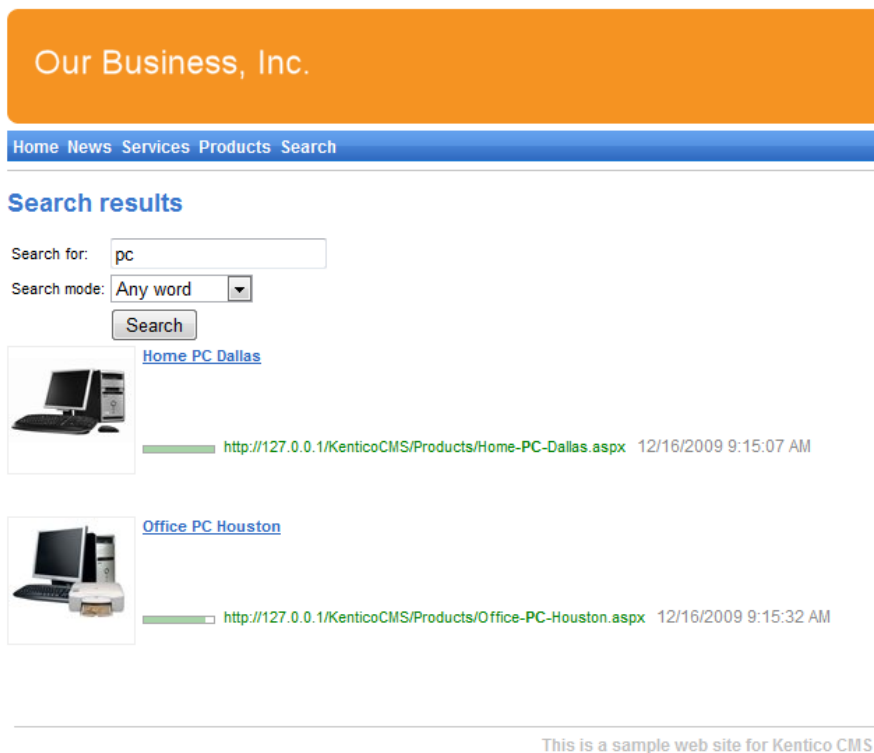 Our Business, Inc.
Home News Services Products Search
Search results
Search for: pc
Search mode: Any word
Search
Home PC Dallas
http://127.0.0.1/KenticoCMS/Products/Home-PC-Dallas.aspx 12/16/2009 9:15:07 AM
Office PC Houston
http://127.0.0.1/KenticoCMS/Products/Office-PC-Houston.aspx 12/16/2009 9:15:32 AM
This is a sample web site for Kentico CMS